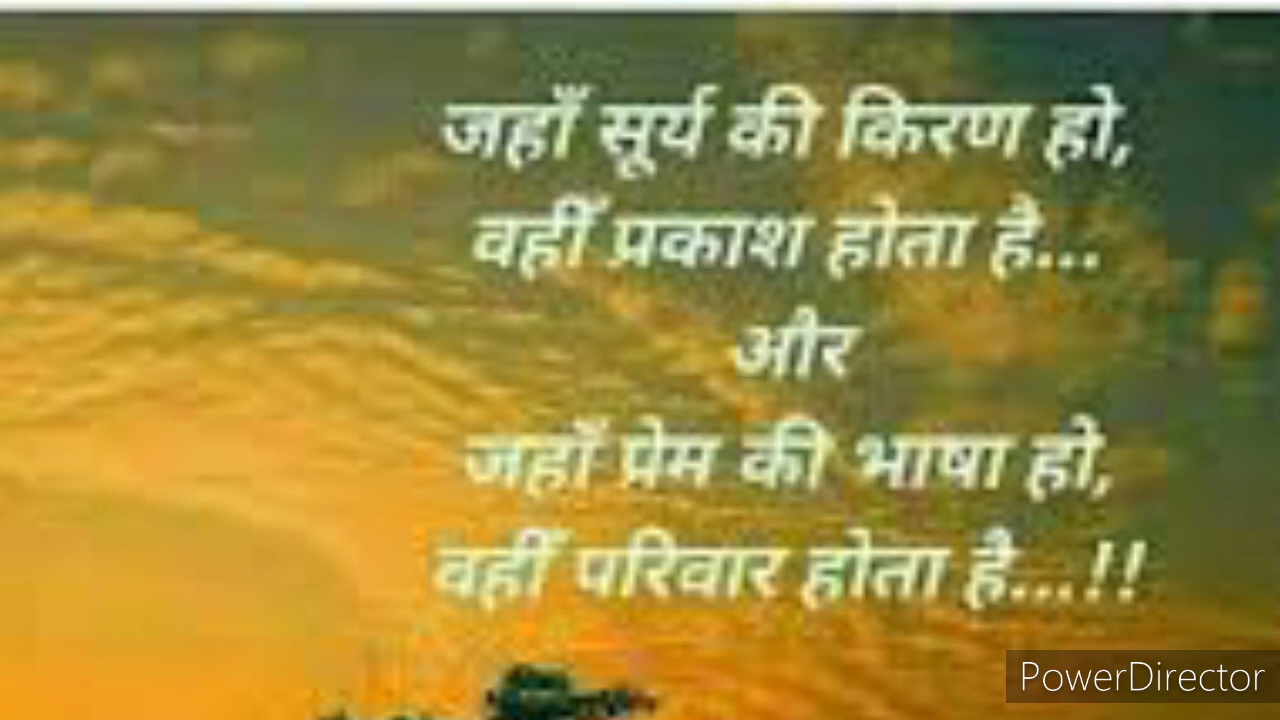 जहाँ सूर्य की किरण हो,
वहीं प्रकाश होता है...
और
जहाँ प्रेम की भाषा हो,
वहीं परिवार होता है...!!
PowerDirector